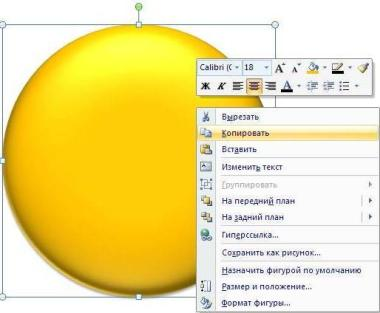 Calibri (С 18 A A
Ж К A
Вырезать
Копировать
Вставить
Изменить текст
Группировать
На передний план
На задний план
Гиперссылка...
Сохранить как рисунок...
Назначить фигурой по умолчанию
Размер и положение...
Формат фигуры...